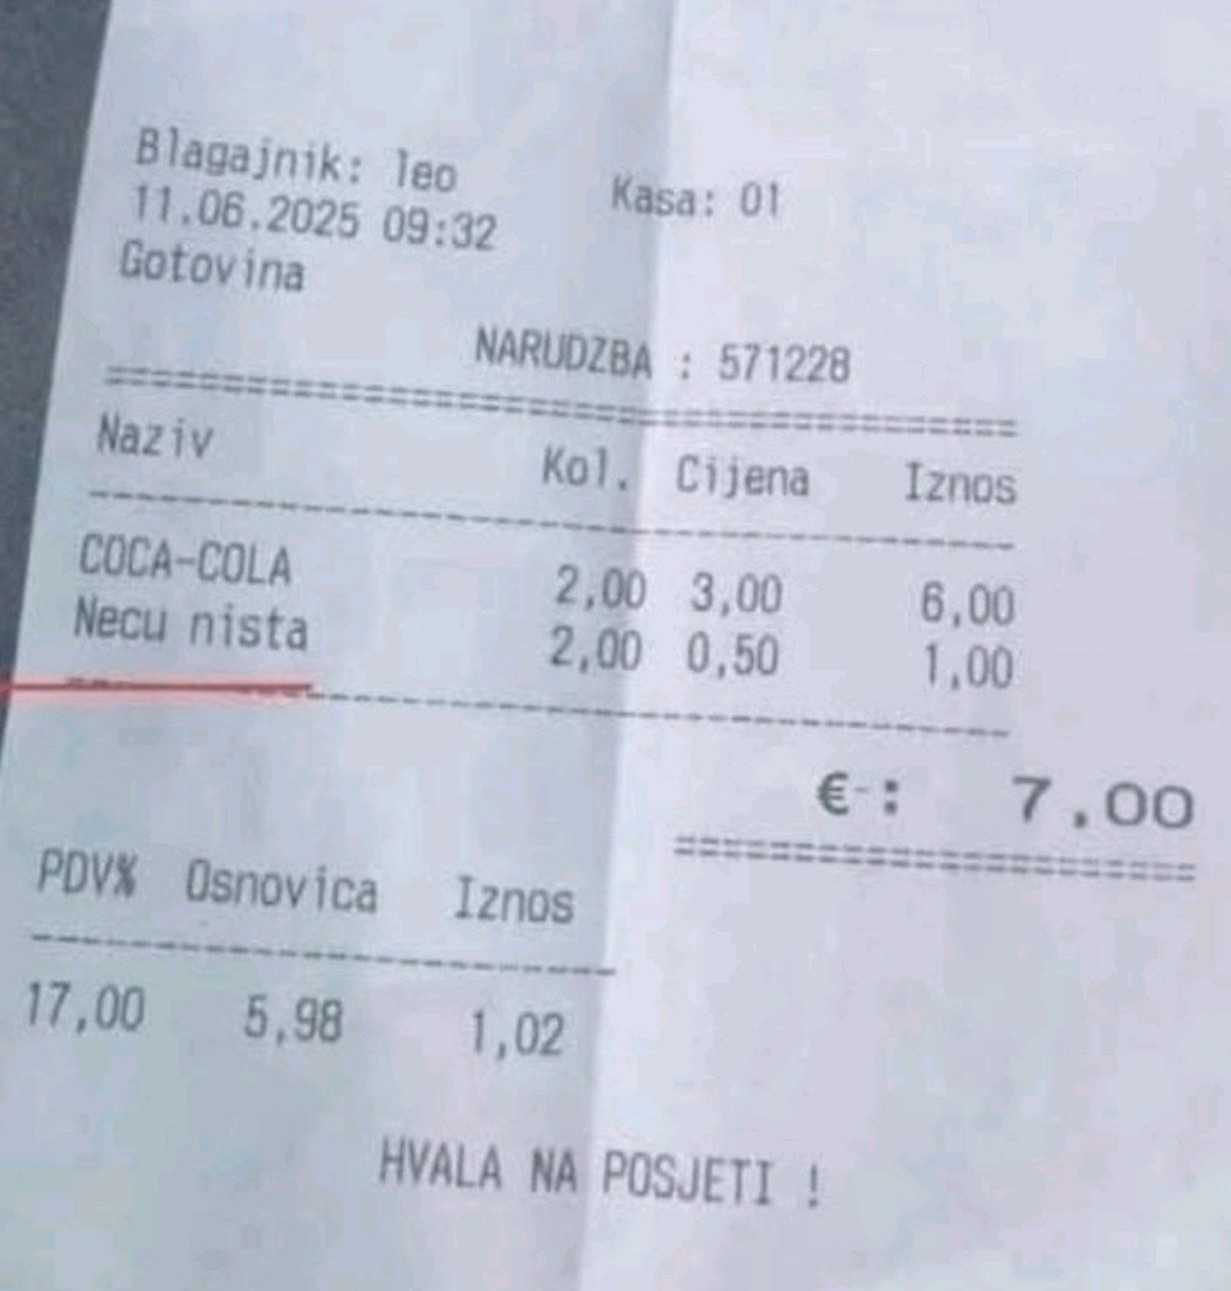 Blagajnik: leo Kasa: 01
11.06.2025 09:32
Gotovina
NARUDZBA : 571228
Naziv Kol. Cijena Iznos
COCA-COLA 2,00 3,00 6,00
Necu nista 2,00 0,50 1,00
€-: 7.00
PDV% Osnovica Iznos
17,00 5,98 1,02
HVALA NA POSJETI !